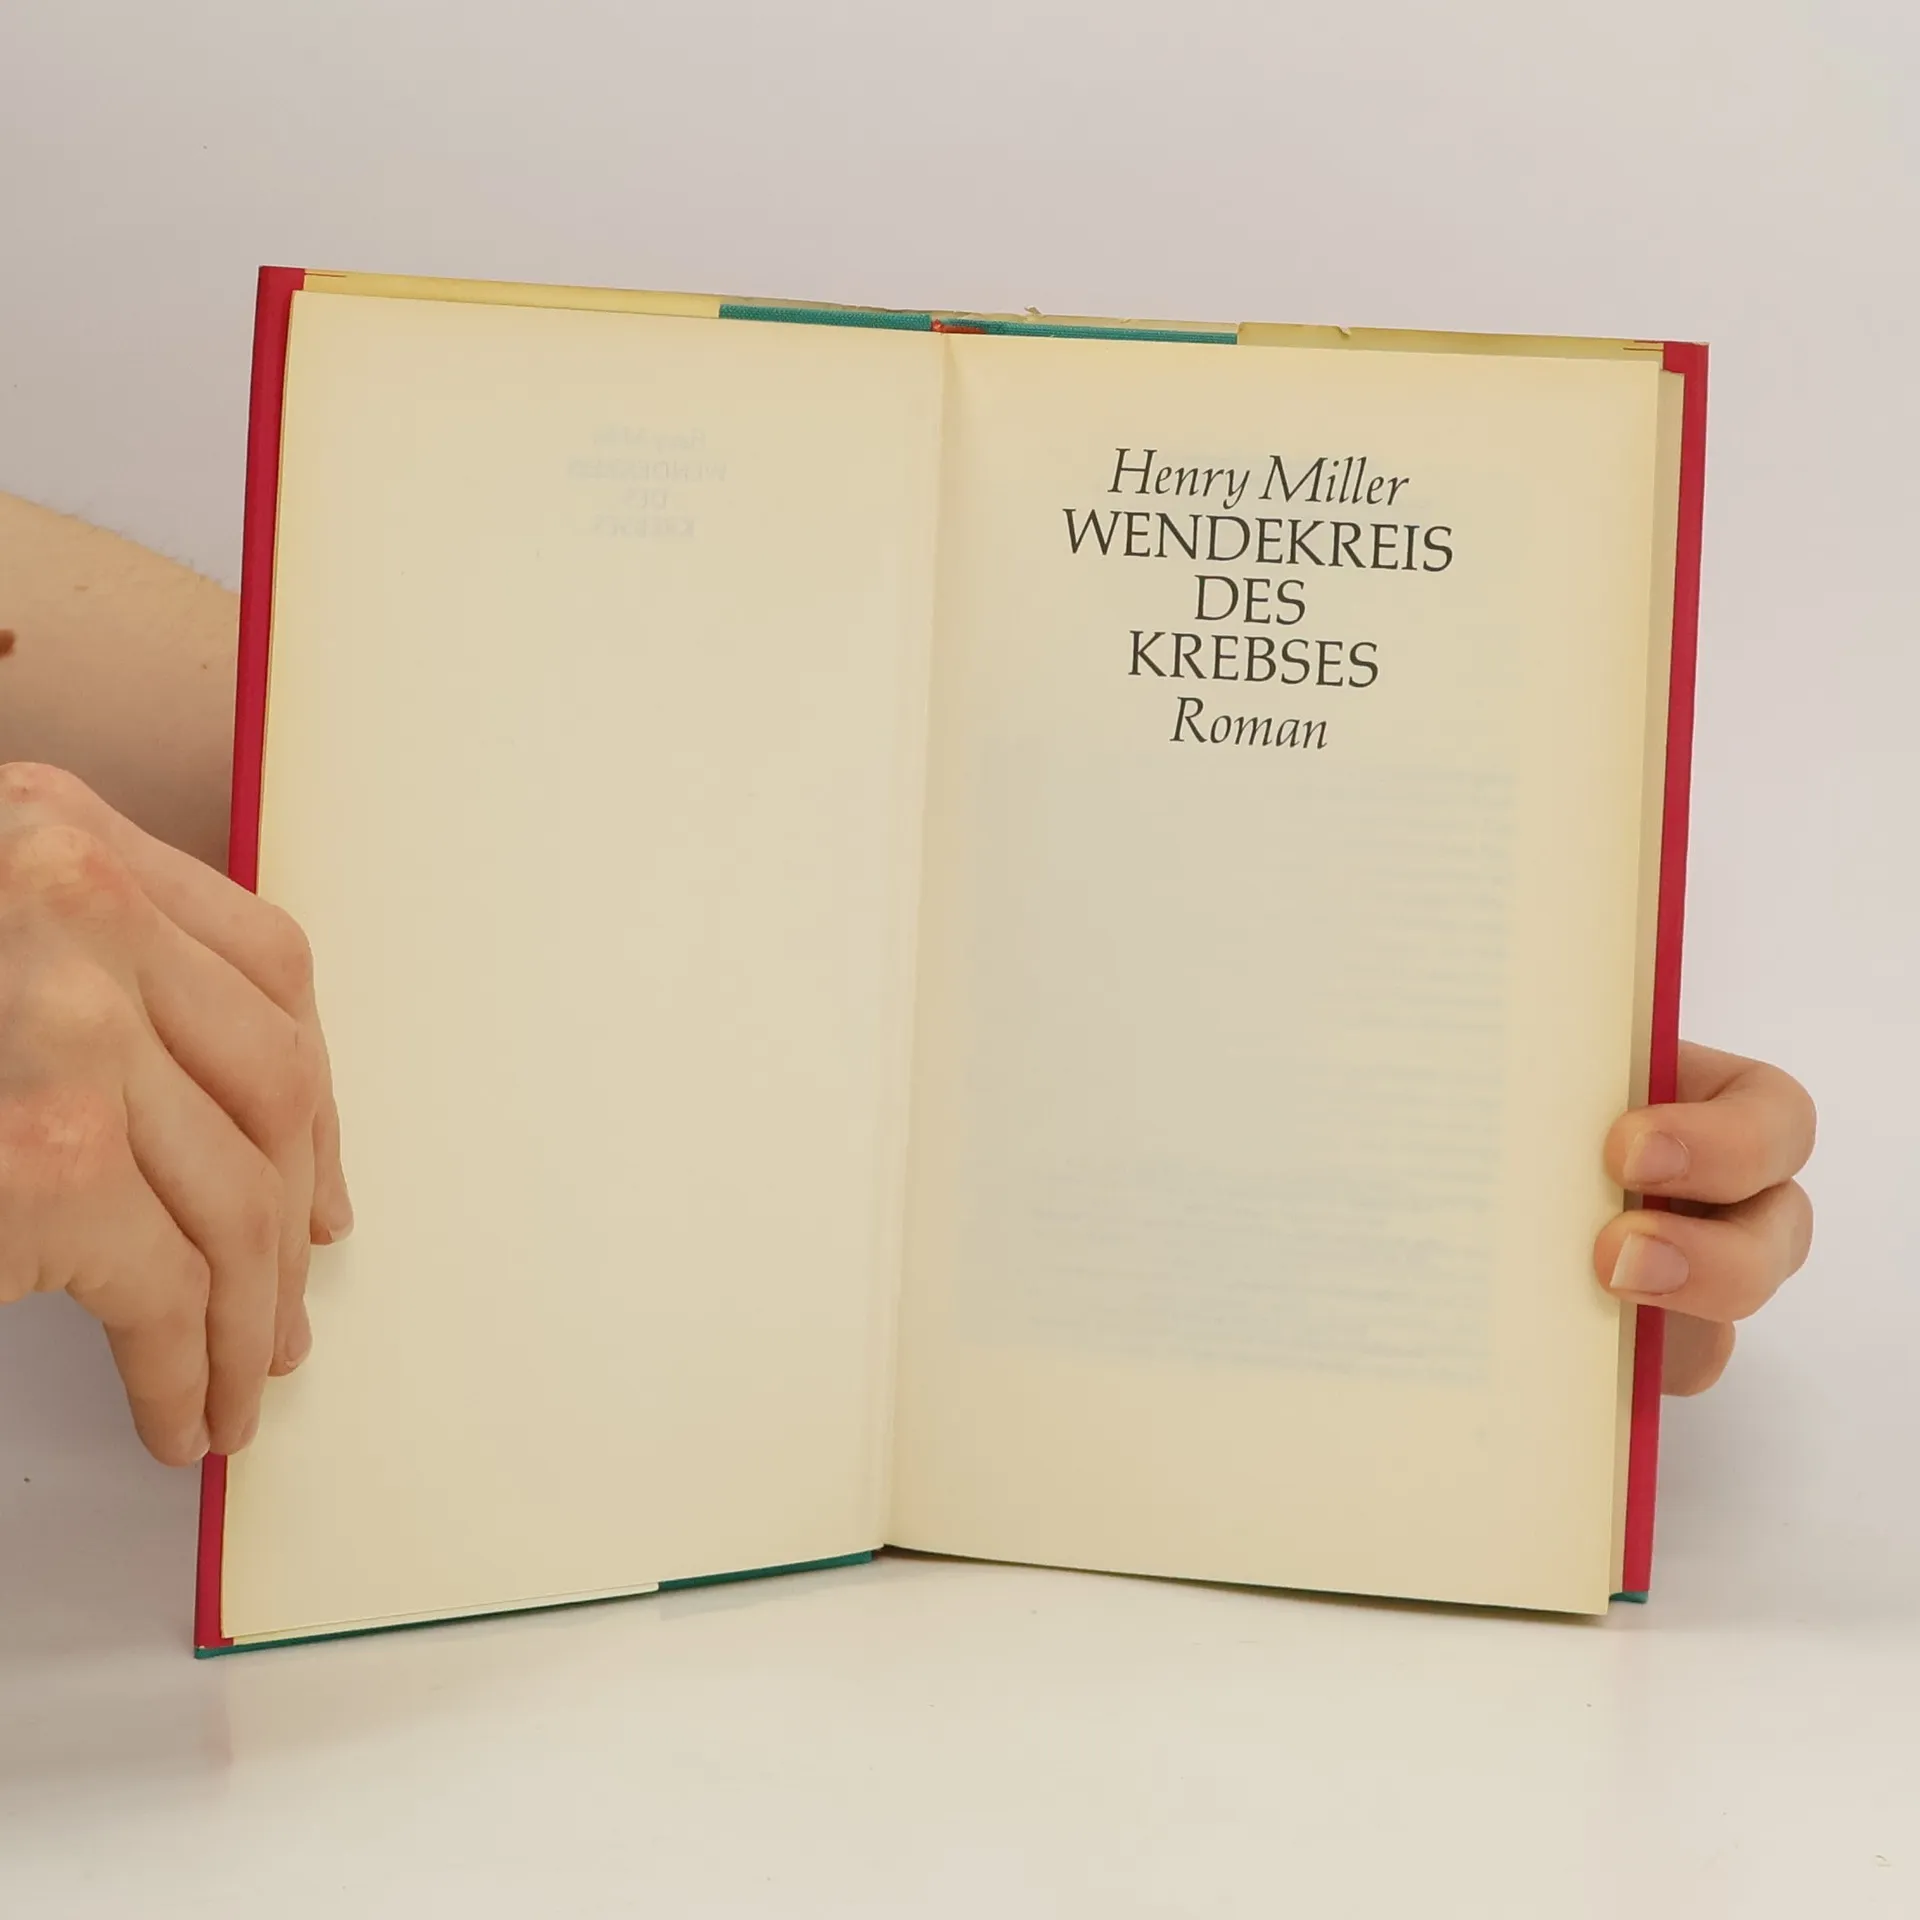 Henry Miller
WENDEKREIS
DES
KREBSES
Roman